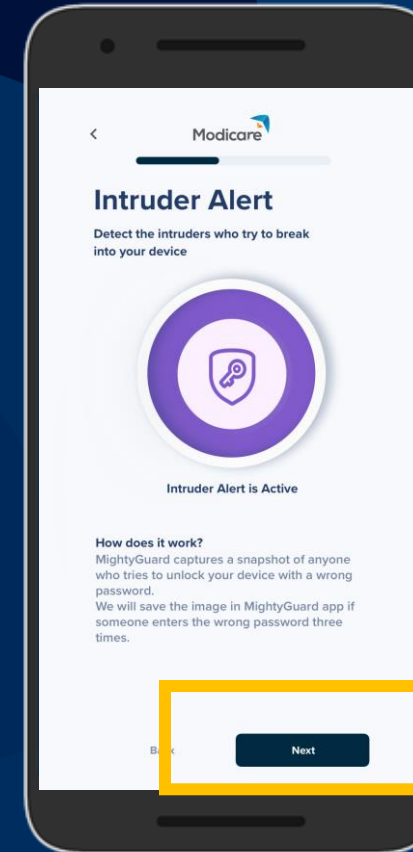 Modicare
Intruder Alert
Detect the intruders who try to break
into your device
Intruder Alert is Active
How does it work?
MightyGuard captures a snapshot of anyone
who tries to unlock your device with a wrong
password.
We will save the image in MightyGuard app if
someone enters the wrong password three
times.
Next